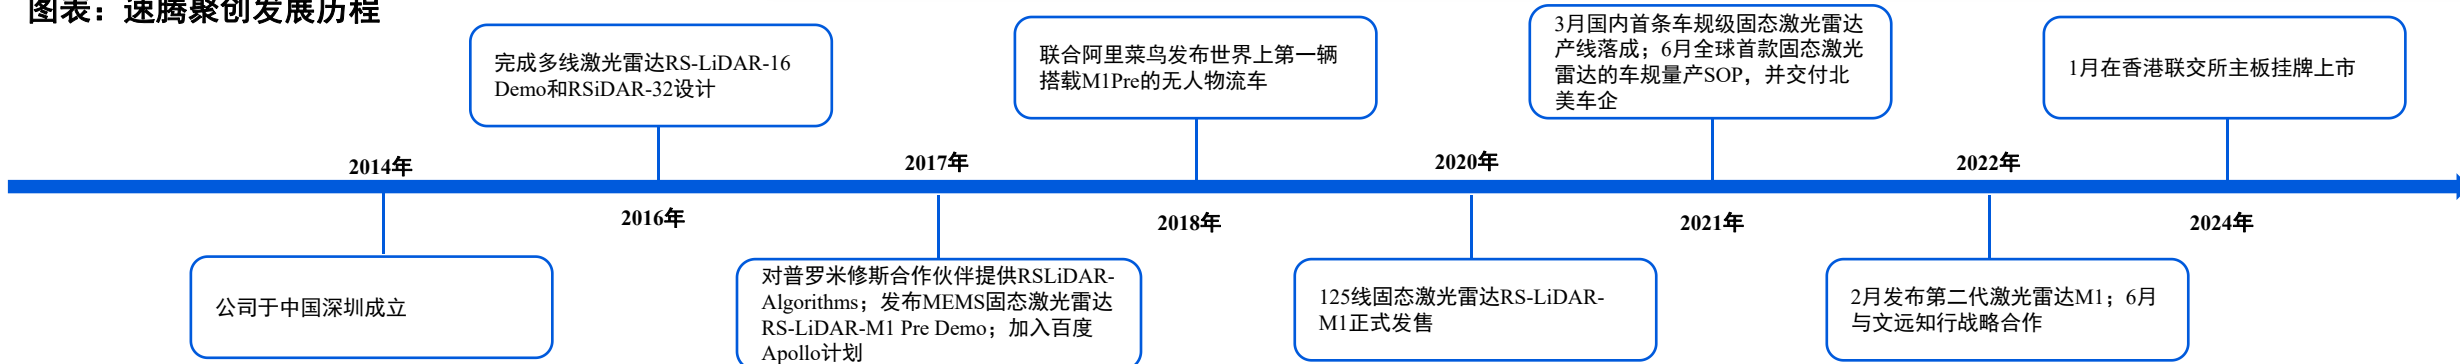 图表：速腾聚创发展历程
完成多线激光雷达RS-LiDAR-16
Demo和RSiDAR-32设计
联合阿里菜鸟发布世界上第一辆
搭载M1Pre的无人物流车
3月国内首条车规级固态激光雷达
产线落成；6月全球首款固态激光
雷达的车规量产SOP，并交付北
美车企
1月在香港联交所主板挂牌上市
2014年
2017年
2020年
2022年
2016年
2018年
2021年
2024年
公司于中国深圳成立
对普罗米修斯合作伙伴提供RSLiDAR-
Algorithms；发布MEMS固态激光雷达
RS-LiDAR-M1 Pre Demo；加入百度
Apollo计划
125线固态激光雷达RS-LiDAR-
M1正式发售
2月发布第二代激光雷达M1；6月
与文远知行战略合作